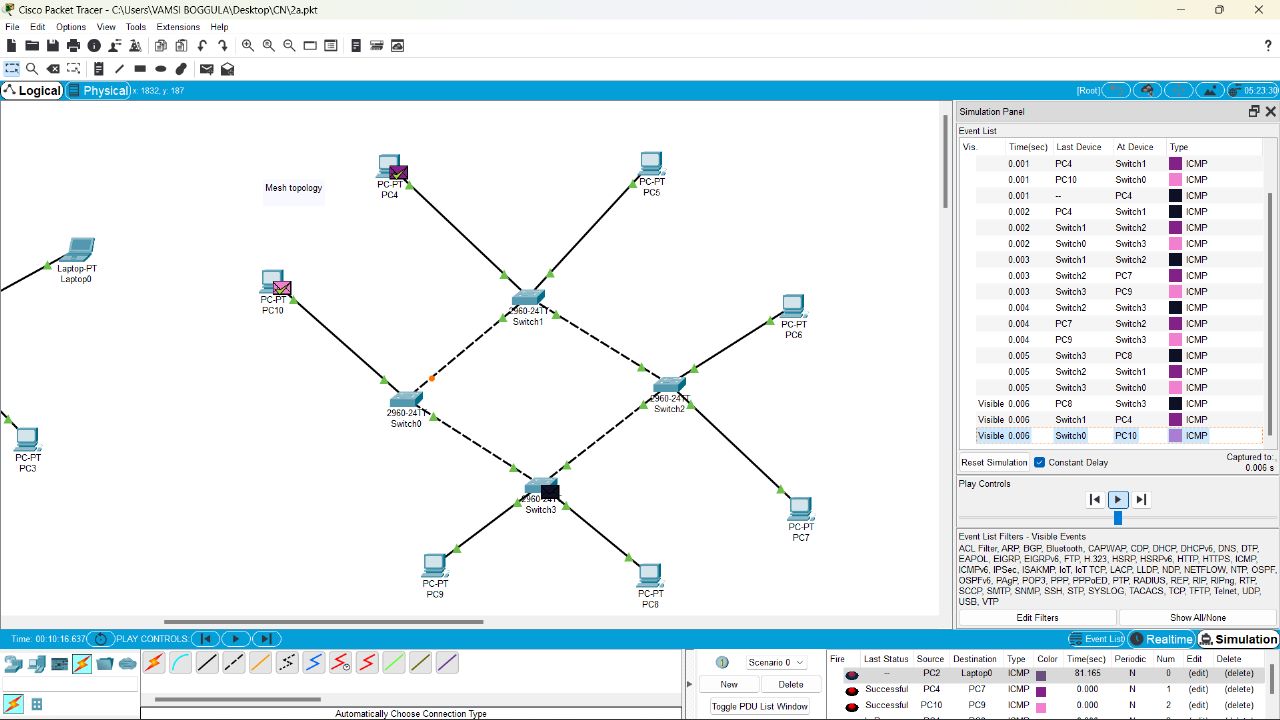 Cisco Packet Tracer - C:\Users\VAMSI BOGGULA\Desktop\CN\2a.pkt
File Edit Options View Tools Extensions Help
Logical Physical x: 1832, y: 187 [Root] 05:23:30
Mesh topology
PC-PT
PC4
PC-PT
PC5
Laptop-PT
Laptop0
PC-PT
PC10
2960-24TT
Switch1
PC-PT
PC6
2960-24TT
Switch0
2960-24TT
Switch2
PC-PT
PC3
2960-24TT
Switch3
PC-PT
PC7
PC-PT
PC9
PC-PT
PC8
Simulation Panel
Event List
Vis. Time(sec) Last Device At Device Type
0.001 PC4 Switch1 ICMP
0.001 PC10 Switch0 ICMP
0.001 -- PC4 ICMP
0.002 PC4 Switch1 ICMP
0.002 Switch1 Switch2 ICMP
0.002 Switch0 Switch3 ICMP
0.003 Switch1 Switch2 ICMP
0.003 Switch2 PC7 ICMP
0.003 Switch3 PC9 ICMP
0.004 Switch2 Switch3 ICMP
0.004 PC7 Switch2 ICMP
0.004 PC9 Switch3 ICMP
0.005 Switch3 PC8 ICMP
0.005 Switch2 Switch1 ICMP
0.005 Switch3 Switch0 ICMP
Visible 0.006 PC8 Switch3 ICMP
Visible 0.006 Switch1 PC4 ICMP
Visible 0.006 Switch0 PC10 ICMP
Reset Simulation Constant Delay Captured to:
0.006 s
Play Controls
Event List Filters - Visible Events
ACL Filter, ARP, BGP, Bluetooth, CAPWAP, CDP, DHCP, DHCPv6, DNS, DTP,
EAPOL, EIGRP, EIGRPv6, FTP, H.323, HSRP, HSRPv6, HTTP, HTTPS, ICMP,
ICMPv6, IPSec, ISAKMP, IoT, IoT TCP, LACP, LLDP, NDP, NETFLOW, NTP, OSPF,
OSPFv6, PAgP, POP3, PPP, PPPoED, PTP, RADIUS, REP, RIP, RIPng, RTP,
SCCP, SMTP, SNMP, SSH, STP, SYSLOG, TACACS, TCP, TFTP, Telnet, UDP,
USB, VTP
Edit Filters Show All/None
Time: 00:10:16.637 PLAY CONTROLS: Event List Realtime Simulation
Automatically Choose Connection Type
Scenario 0
New Delete
Toggle PDU List Window
Fire Last Status Source Destination Type Color Time(sec) Periodic Num Edit Delete
-- PC2 Laptop0 ICMP 81.165 N 0 (edit) (delete)
Successful PC4 PC7 ICMP 0.000 N 1 (edit) (delete)
Successful PC10 PC9 ICMP 0.000 N 2 (edit) (delete)